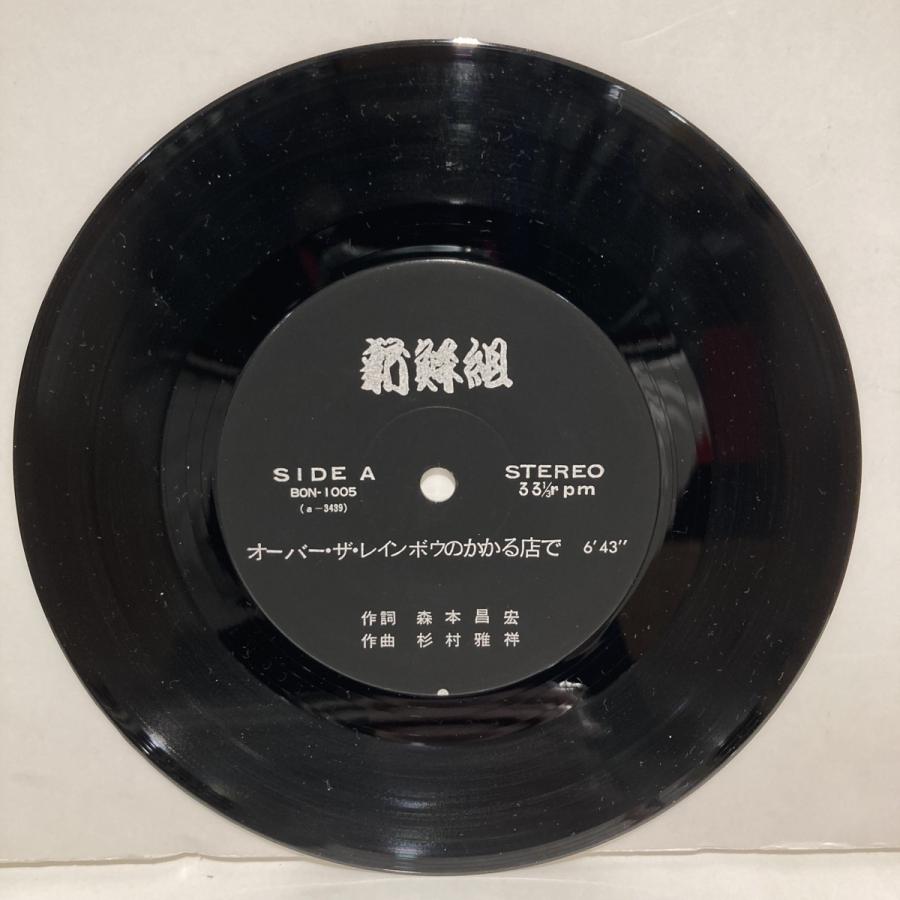 新鮮組
SIDE A
BON-1005
(a-3439)
STEREO
33⅓rpm
オーバー・ザ・レインボウのかかる店で 6'43"
作詞 森本昌宏
作曲 杉村雅祥